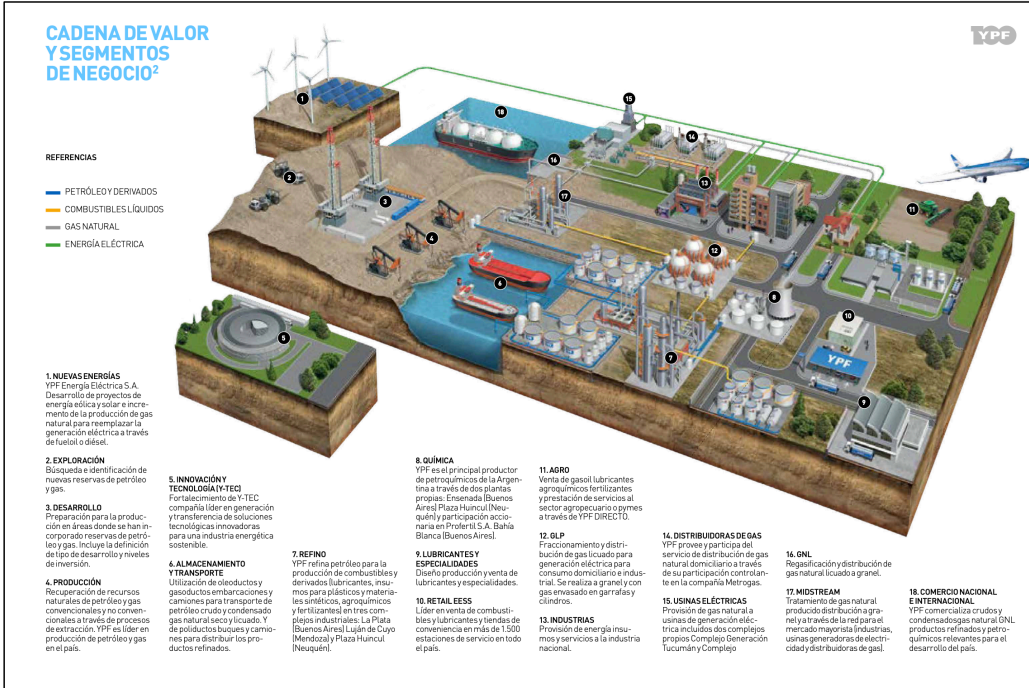 CADENA DE VALOR
Y SEGMENTOS
DE NEGOCIO²
YPF
100
REFERENCIAS
PETRÓLEO Y DERIVADOS
COMBUSTIBLES LÍQUIDOS
GAS NATURAL
ENERGÍA ELÉCTRICA
1
2
3
4
5
6
7
8
9
10
11
12
13
14
15
16
17
18
YPF
1. NUEVAS ENERGÍAS
YPF Energía Eléctrica S.A.
Desarrollo de proyectos de
energía eólica y solar e incre-
mento de la producción de gas
natural para reemplazar la
generación eléctrica a través
de fueloil o diésel.
2. EXPLORACIÓN
Búsqueda e identificación de
nuevas reservas de petróleo
y gas.
3. DESARROLLO
Preparación para la produc-
ción en áreas donde se han in-
corporado reservas de petró-
leo y gas. Incluye la definición
de tipo de desarrollo y niveles
de inversión.
4. PRODUCCIÓN
Recuperación de recursos
naturales de petróleo y gas
convencionales y no conven-
cionales a través de procesos
de extracción. YPF es líder en
producción de petróleo y gas
en el país.
5. INNOVACIÓN Y
TECNOLOGÍA (Y-TEC)
Fortalecimiento de Y-TEC
compañía líder en generación
y transferencia de soluciones
tecnológicas innovadoras
para una industria energética
sostenible.
6. ALMACENAMIENTO
Y TRANSPORTE
Utilización de oleoductos y
gasoductos embarcaciones y
camiones para transporte de
petróleo crudo y condensado
gas natural seco y licuado. Y
de poliductos buques y camio-
nes para distribuir los pro-
ductos refinados.
7. REFINO
YPF refina petróleo para la
producción de combustibles y
derivados (lubricantes, insu-
mos para plásticos y materia-
les sintéticos, agroquímicos
y fertilizantes) en tres com-
plejos industriales: La Plata
(Buenos Aires) Luján de Cuyo
(Mendoza) y Plaza Huincul
(Neuquén).
8. QUÍMICA
YPF es el principal productor
de petroquímicos de la Argen-
tina a través de dos plantas
propias: Ensenada (Buenos
Aires) Plaza Huincul (Neu-
quén) y participación accio-
naria en Profertil S.A. Bahía
Blanca (Buenos Aires).
9. LUBRICANTES Y
ESPECIALIDADES
Diseño producción y venta de
lubricantes y especialidades.
10. RETAIL EESS
Líder en venta de combusti-
bles y lubricantes y tiendas de
conveniencia en más de 1.500
estaciones de servicio en todo
el país.
11. AGRO
Venta de gasoil lubricantes
agroquímicos fertilizantes
y prestación de servicios al
sector agropecuario o pymes
a través de YPF DIRECTO.
12. GLP
Fraccionamiento y distri-
bución de gas licuado para
consumo domiciliario e indus-
trial. Se realiza a granel y con
gas envasado en garrafas y
cilindros.
13. INDUSTRIAS
Provisión de energía insu-
mos y servicios a la industria
nacional.
14. DISTRIBUIDORAS DE GAS
YPF provee y participa del
servicio de distribución de gas
natural domiciliario a través
de su participación controlan-
te en la compañía Metrogas.
15. USINAS ELÉCTRICAS
Provisión de gas natural a
usinas de generación eléc-
trica incluidos dos complejos
propios Complejo Generación
Tucumán y Complejo
16. GNL
Regasificación y distribución de
gas natural licuado a granel.
17. MIDSTREAM
Tratamiento de gas natural
producido distribución a gra-
nel y a través de la red para el
mercado mayorista (industrias,
usinas generadoras de electri-
cidad y distribuidoras de gas).
18. COMERCIO NACIONAL
E INTERNACIONAL
YPF comercializa crudos y
condensados gas natural GNL
productos refinados y petro-
químicos relevantes para el
desarrollo del país.